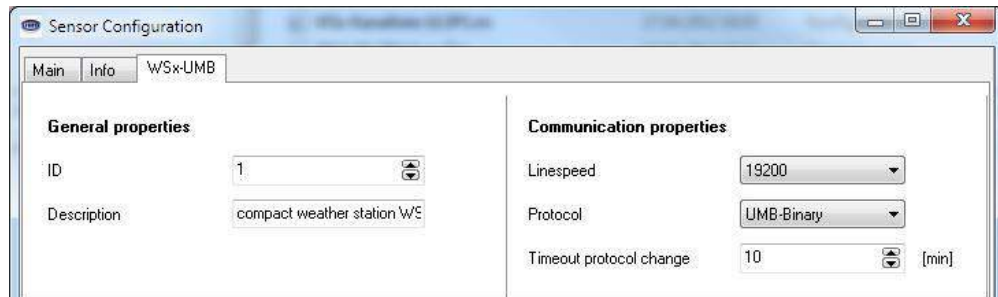 Sensor Configuration
Main Info WSx-UMB
General properties
ID 1
Description compact weather station WS
Communication properties
Linespeed 19200
Protocol UMB-Binary
Timeout protocol change 10 [min]